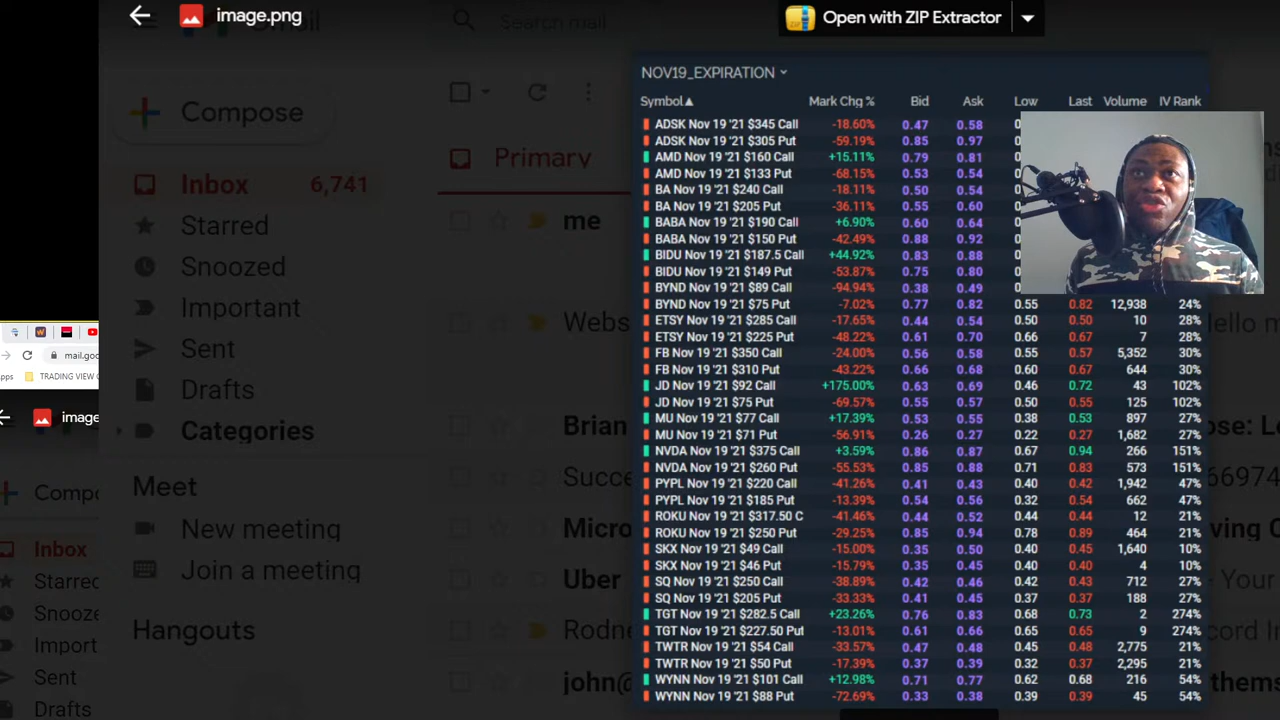 image.png
Search mail
Open with ZIP Extractor
Compose
Inbox 6,741
Starred
Snoozed
Important
Sent
Drafts
Categories
Meet
New meeting
Join a meeting
Hangouts
Primary
me
Webs
Brian
Succe
Micro
Uber
Rodne
john@
mail.goo
TRADING VIEW
image
Compo
Inbox
Starred
Snooze
Import
Sent
Drafts
NOV19_EXPIRATION
Symbol▲ Mark Chg % Bid Ask Low Last Volume IV Rank
ADSK Nov 19 '21 $345 Call -18.60% 0.47 0.58
ADSK Nov 19 '21 $305 Put -59.19% 0.85 0.97
AMD Nov 19 '21 $160 Call +15.11% 0.79 0.81
AMD Nov 19 '21 $133 Put -68.15% 0.53 0.54
BA Nov 19 '21 $240 Call -18.11% 0.50 0.54
BA Nov 19 '21 $205 Put -36.11% 0.55 0.60
BABA Nov 19 '21 $190 Call +6.90% 0.60 0.64
BABA Nov 19 '21 $150 Put -42.49% 0.88 0.92
BIDU Nov 19 '21 $187.5 Call +44.92% 0.83 0.88
BIDU Nov 19 '21 $149 Put -53.87% 0.75 0.80
BYND Nov 19 '21 $89 Call -94.94% 0.38 0.49
BYND Nov 19 '21 $75 Put -7.02% 0.77 0.82 0.55 0.82 12,938 24%
ETSY Nov 19 '21 $285 Call -17.65% 0.44 0.54 0.50 0.50 10 28%
ETSY Nov 19 '21 $225 Put -48.22% 0.61 0.70 0.66 0.67 7 28%
FB Nov 19 '21 $350 Call -24.00% 0.56 0.58 0.55 0.57 5,352 30%
FB Nov 19 '21 $310 Put -43.22% 0.66 0.68 0.60 0.67 644 30%
JD Nov 19 '21 $92 Call +175.00% 0.63 0.69 0.46 0.72 43 102%
JD Nov 19 '21 $75 Put -69.57% 0.55 0.57 0.50 0.55 125 102%
MU Nov 19 '21 $77 Call +17.39% 0.53 0.55 0.38 0.53 897 27%
MU Nov 19 '21 $71 Put -56.91% 0.26 0.27 0.22 0.27 1,682 27%
NVDA Nov 19 '21 $375 Call +3.59% 0.86 0.87 0.67 0.94 266 151%
NVDA Nov 19 '21 $260 Put -55.53% 0.85 0.88 0.71 0.83 573 151%
PYPL Nov 19 '21 $220 Call -41.26% 0.41 0.43 0.40 0.42 1,942 47%
PYPL Nov 19 '21 $185 Put -13.39% 0.54 0.56 0.32 0.54 662 47%
ROKU Nov 19 '21 $317.50 C -41.46% 0.44 0.52 0.44 0.44 12 21%
ROKU Nov 19 '21 $250 Put -29.25% 0.85 0.94 0.78 0.89 464 21%
SKX Nov 19 '21 $49 Call -15.00% 0.35 0.50 0.40 0.45 1,640 10%
SKX Nov 19 '21 $46 Put -15.79% 0.35 0.45 0.40 0.40 4 10%
SQ Nov 19 '21 $250 Call -38.89% 0.42 0.46 0.42 0.43 712 27%
SQ Nov 19 '21 $205 Put -33.33% 0.41 0.45 0.37 0.37 188 27%
TGT Nov 19 '21 $282.5 Call +23.26% 0.76 0.83 0.68 0.73 2 274%
TGT Nov 19 '21 $227.50 Put -13.01% 0.61 0.66 0.65 0.65 9 274%
TWTR Nov 19 '21 $54 Call -33.57% 0.47 0.48 0.45 0.48 2,775 21%
TWTR Nov 19 '21 $50 Put -17.39% 0.37 0.39 0.32 0.37 2,295 21%
WYNN Nov 19 '21 $101 Call +12.98% 0.71 0.77 0.62 0.68 216 54%
WYNN Nov 19 '21 $88 Put -72.69% 0.33 0.38 0.39 0.39 45 54%